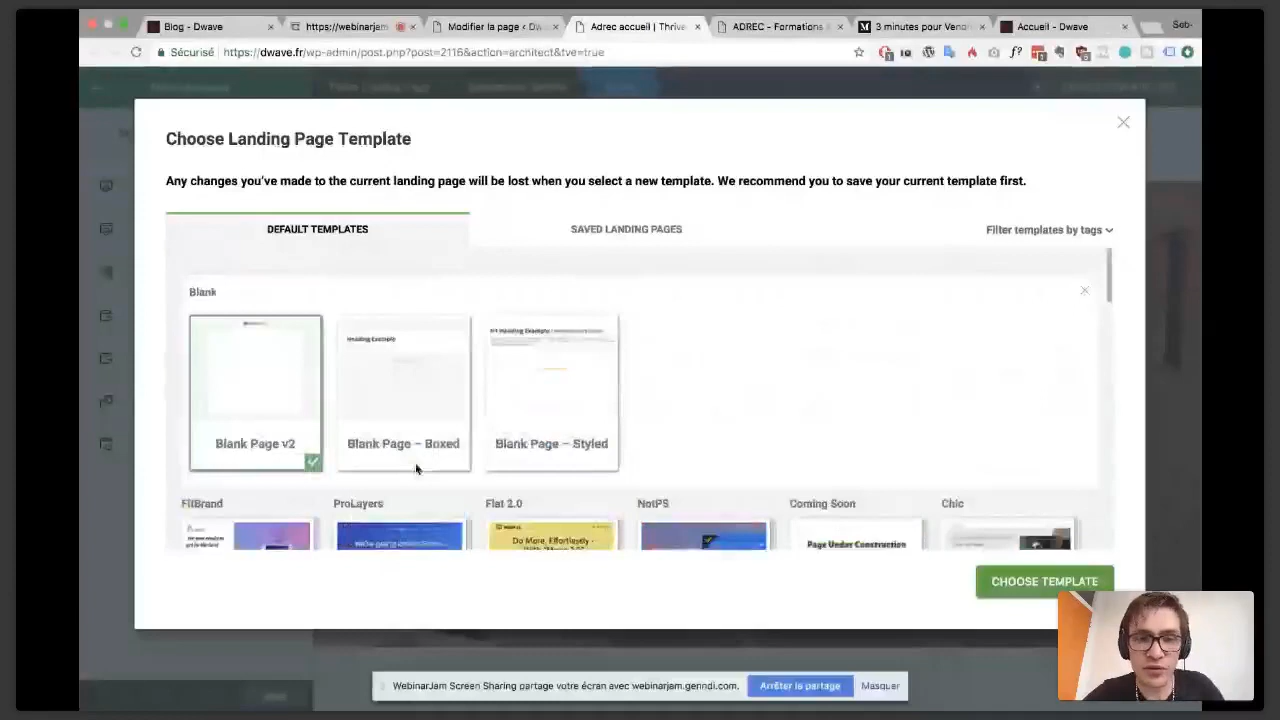 Blog - Dwave
https://webinarjam
Modifier la page ‹ Dw
Adrec accueil | Thrive
ADREC - Formations
3 minutes pour Ven
Accueil - Dwave
Seb-
Sécurisé
https://dwave.fr/wp-admin/post.php?post=2116&action=architect&tve=true
Choose Landing Page Template
Any changes you've made to the current landing page will be lost when you select a new template. We recommend you to save your current template first.
DEFAULT TEMPLATES
SAVED LANDING PAGES
Filter templates by tags
Blank
Heading Example
Blank Page v2
Blank Page – Boxed
Blank Page – Styled
FitBrand
ProLayers
Flat 2.0
NotPS
Coming Soon
Chic
Do More, Effortlessly -
Page Under Construction
CHOOSE TEMPLATE
WebinarJam Screen Sharing partage votre écran avec webinarjam.genndi.com.
Arrêter le partage
Masquer